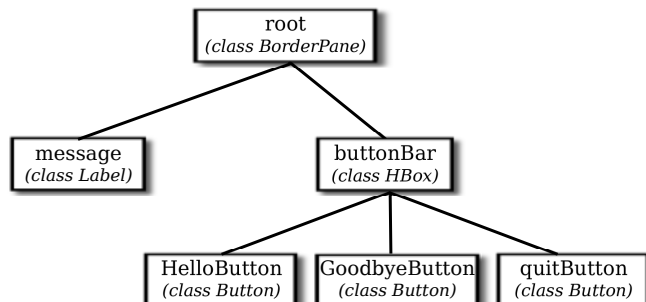 root
(class BorderPane)
message
(class Label)
buttonBar
(class HBox)
HelloButton
(class Button)
GoodbyeButton
(class Button)
quitButton
(class Button)